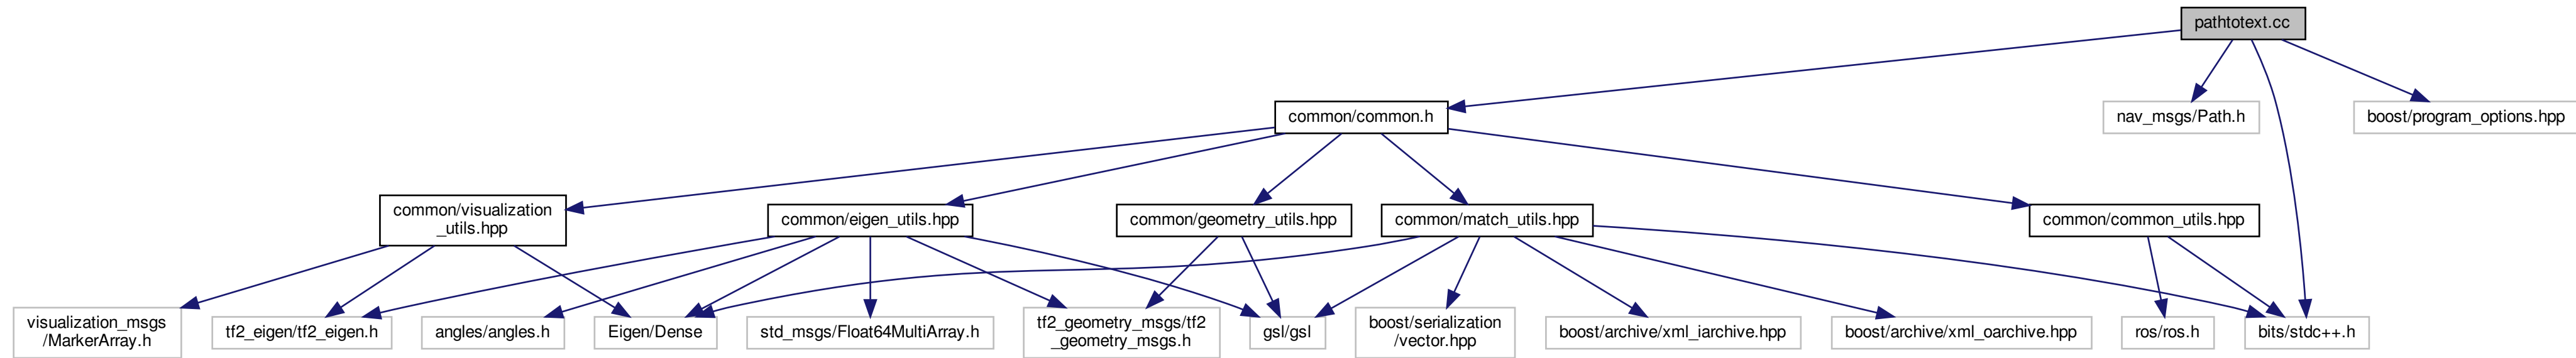 pathtotext.cc
common/common.h
nav_msgs/Path.h
boost/program_options.hpp
common/visualization
_utils.hpp
common/eigen_utils.hpp
common/geometry_utils.hpp
common/match_utils.hpp
common/common_utils.hpp
visualization_msgs
/MarkerArray.h
tf2_eigen/tf2_eigen.h
angles/angles.h
Eigen/Dense
std_msgs/Float64MultiArray.h
tf2_geometry_msgs/tf2
_geometry_msgs.h
gsl/gsl
boost/serialization
/vector.hpp
boost/archive/xml_iarchive.hpp
boost/archive/xml_oarchive.hpp
ros/ros.h
bits/stdc++.h